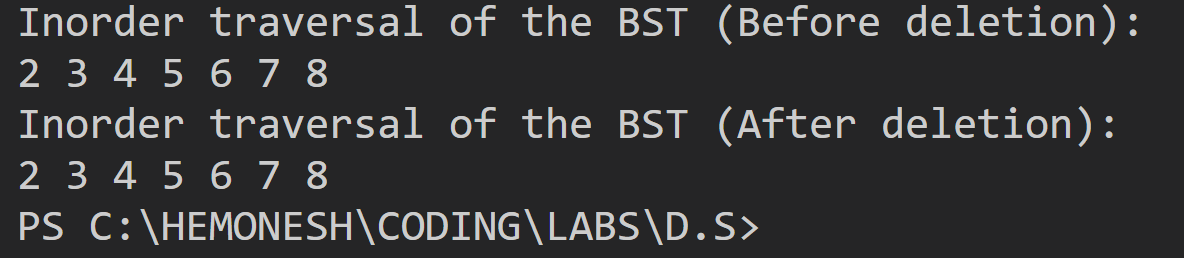 Inorder traversal of the BST (Before deletion):
2 3 4 5 6 7 8
Inorder traversal of the BST (After deletion):
2 3 4 5 6 7 8
PS C:\HEMONESH\CODING\LABS\D.S>